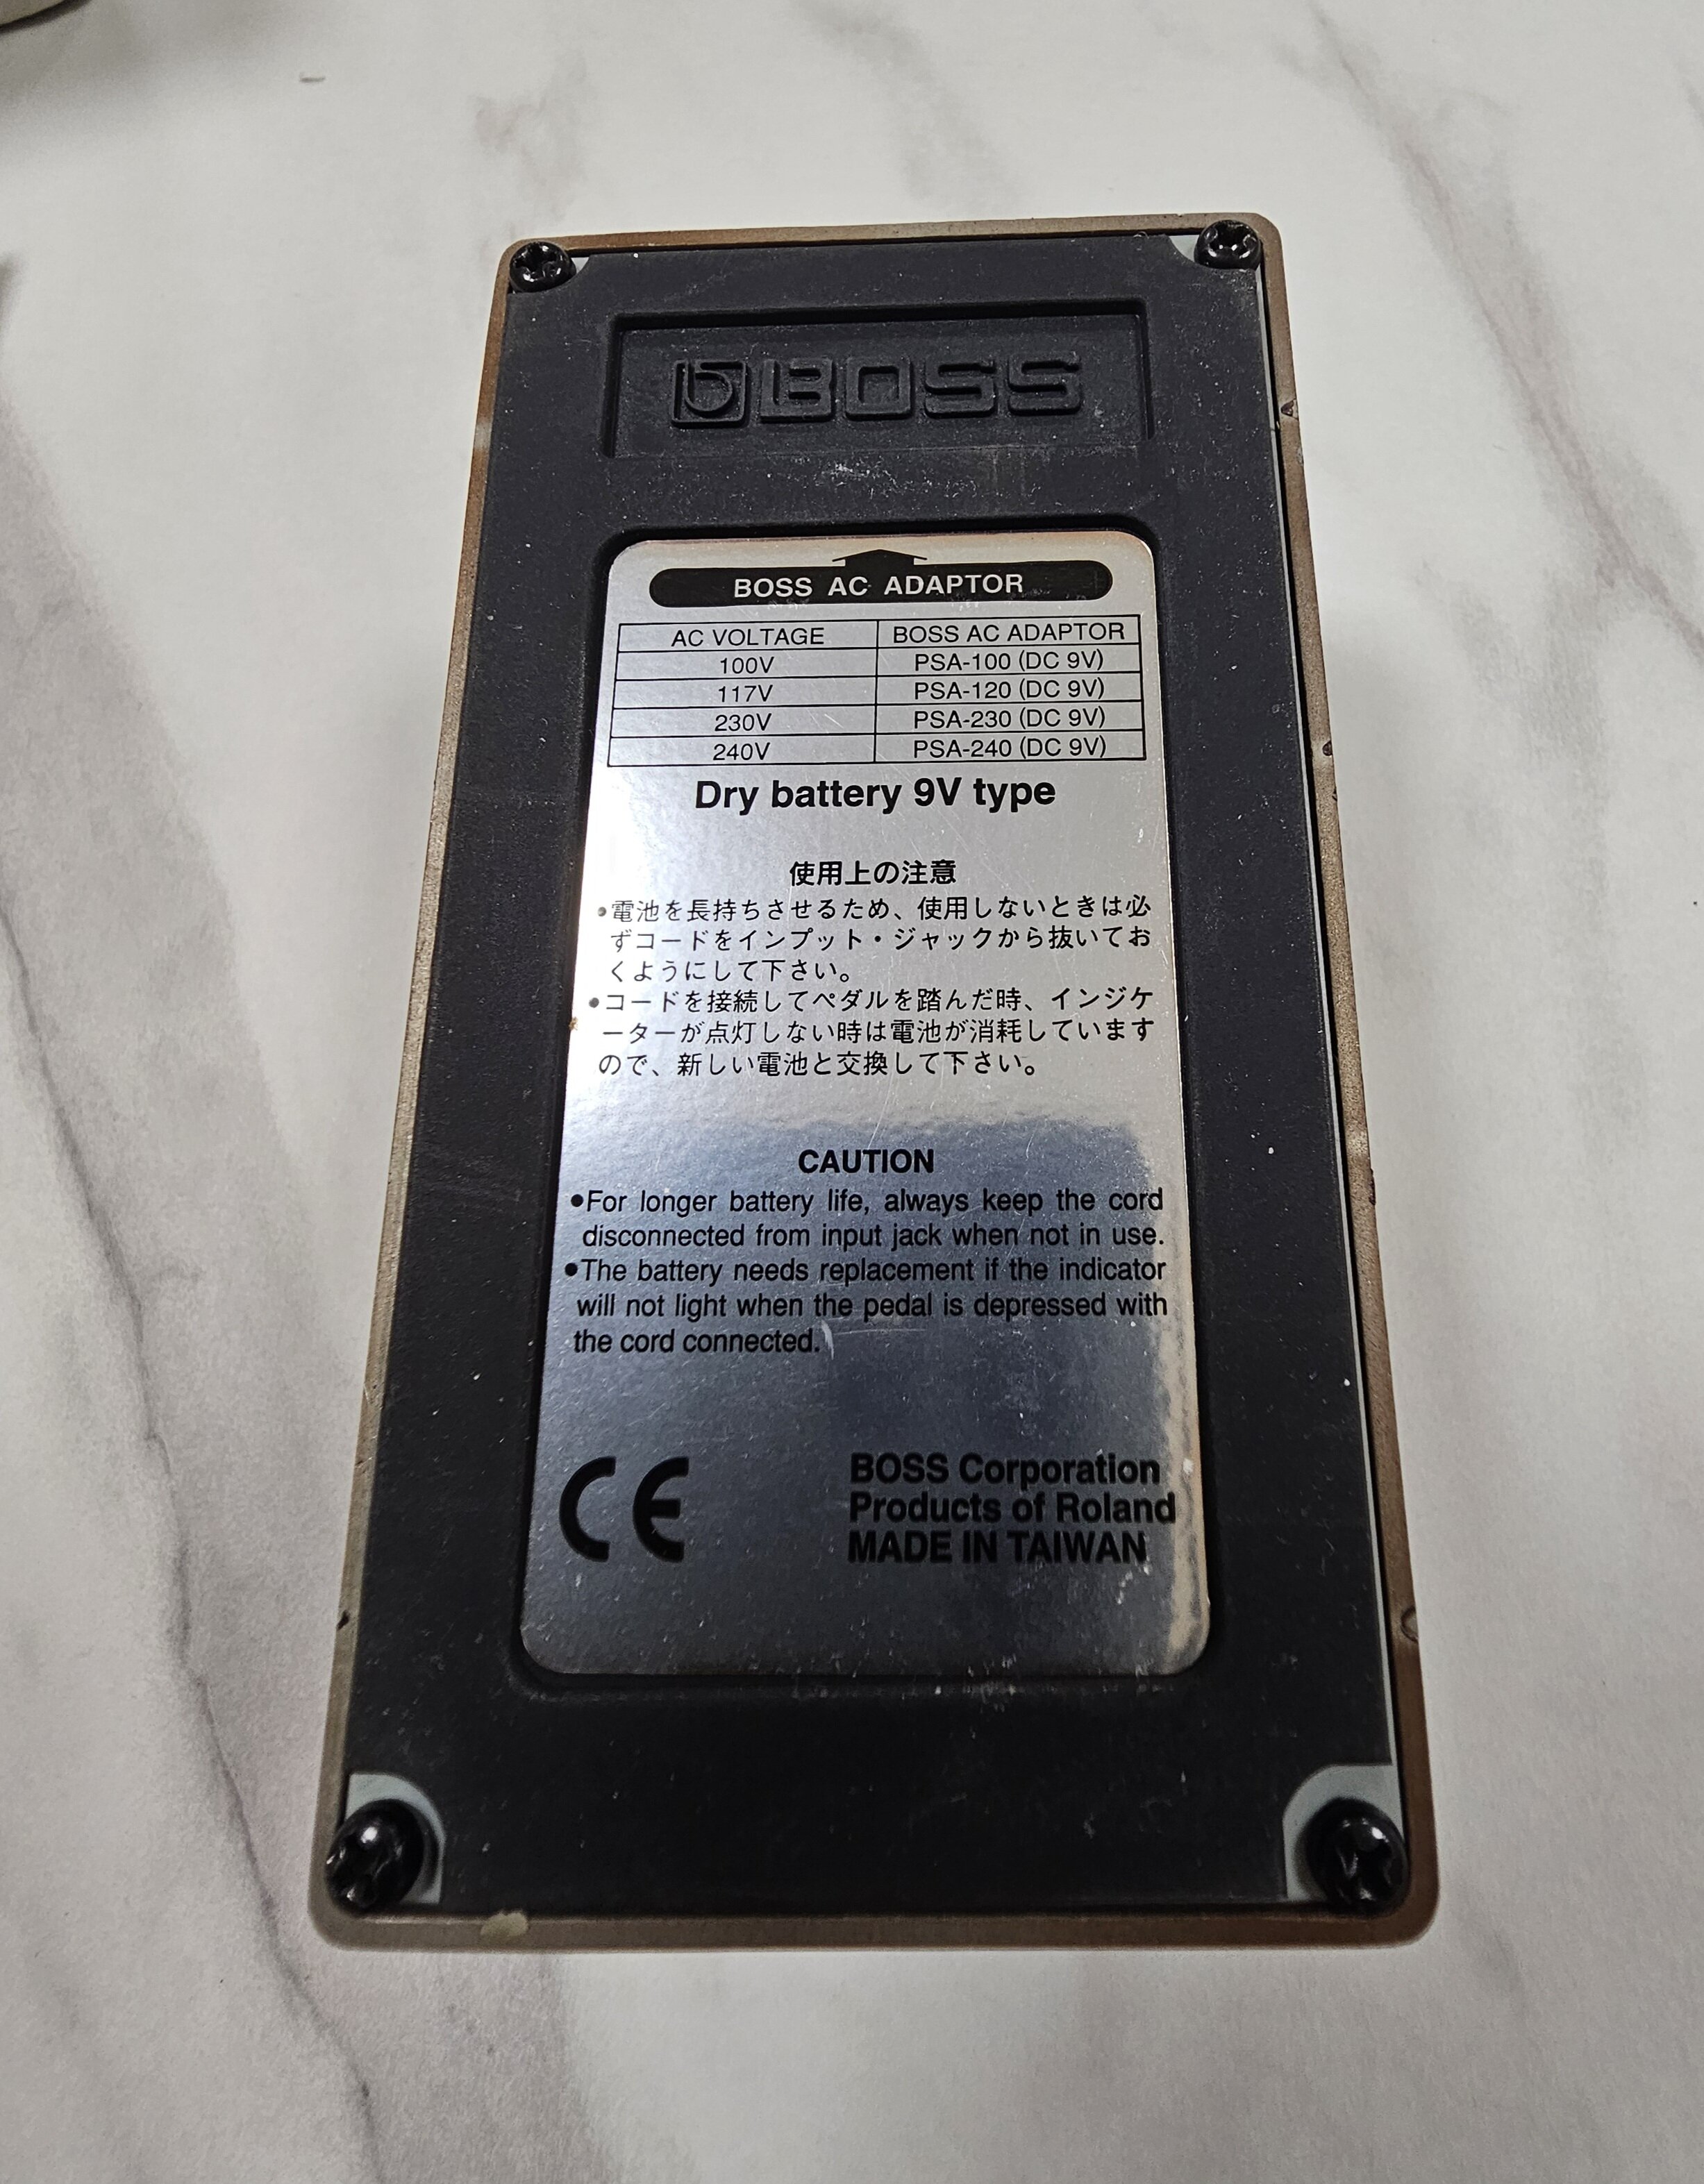 BOSS
BOSS AC ADAPTOR
AC VOLTAGE BOSS AC ADAPTOR
100V PSA-100 (DC 9V)
117V PSA-120 (DC 9V)
230V PSA-230 (DC 9V)
240V PSA-240 (DC 9V)
Dry battery 9V type
使用上の注意
•電池を長持ちさせるため、使用しないときは必
ずコードをインプット・ジャックから抜いてお
くようにして下さい。
•コードを接続してペダルを踏んだ時、インジケ
ーターが点灯しない時は電池が消耗しています
ので、新しい電池と交換して下さい。
CAUTION
•For longer battery life, always keep the cord
disconnected from input jack when not in use.
•The battery needs replacement if the indicator
will not light when the pedal is depressed with
the cord connected.
CE
BOSS Corporation
Products of Roland
MADE IN TAIWAN